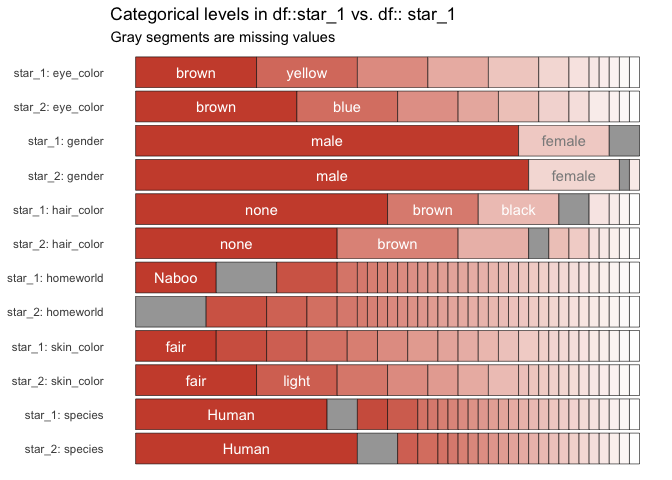 Categorical levels in df::star_1 vs. df:: star_1
Gray segments are missing values
star_1: eye_color brown yellow
star_2: eye_color brown blue
star_1: gender male female
star_2: gender male female
star_1: hair_color none brown black
star_2: hair_color none brown
star_1: homeworld Naboo
star_2: homeworld
star_1: skin_color fair
star_2: skin_color fair light
star_1: species Human
star_2: species Human